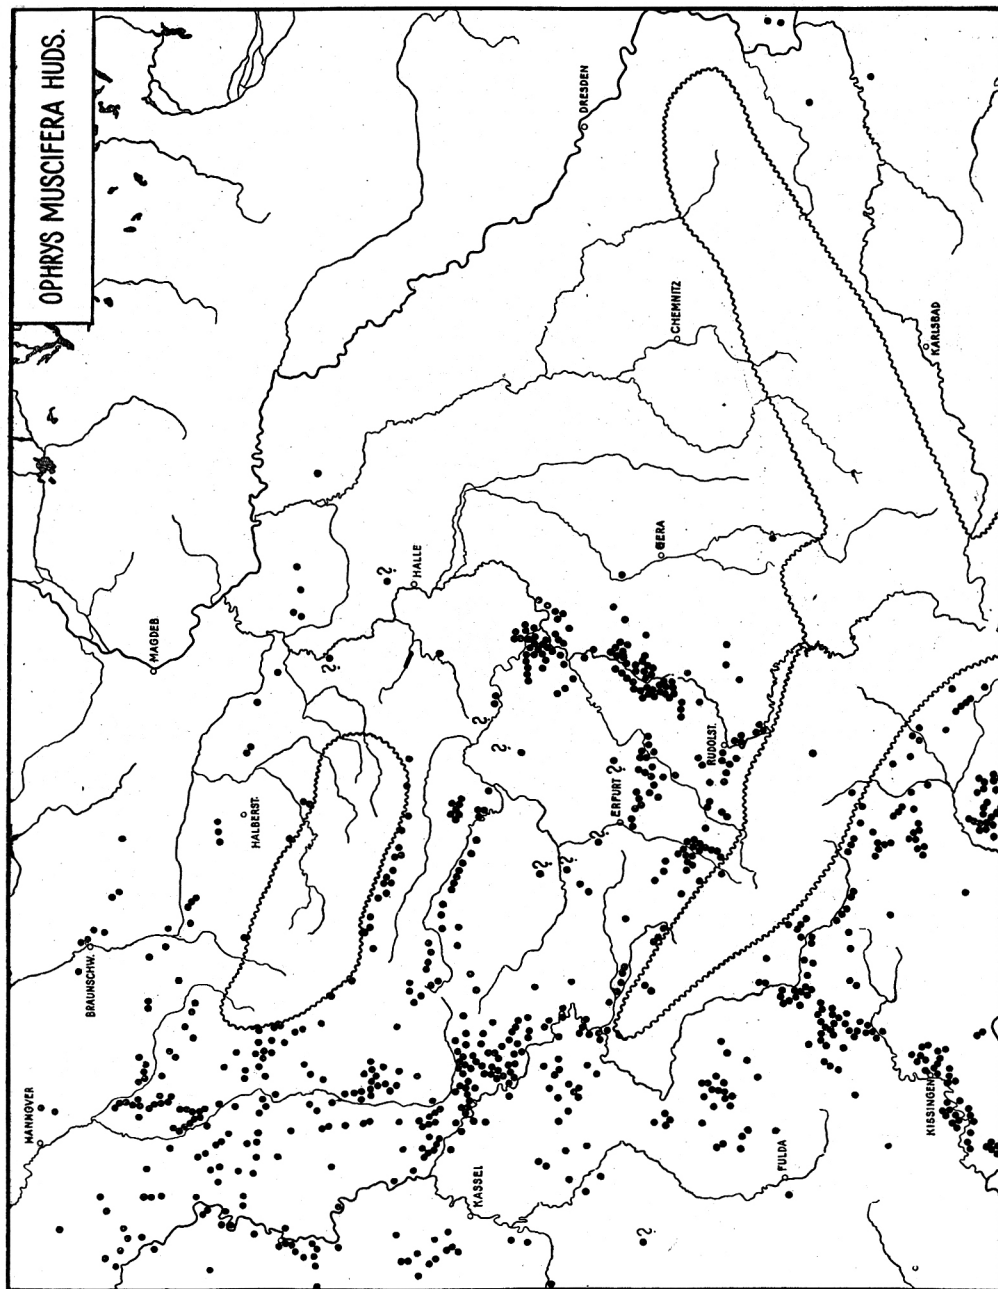 OPHRYS MUSCIFERA HUDS.
DRESDEN
CHEMNITZ
KARLSBAD
GERA
HALLE
?
MAGDEB.
?
?
?
RUDOLST.
ERFURT ?
HALBERST.
?
?
?
BRAUNSCHW.
HANNOVER
KISSINGEN
FULDA
KASSEL
?